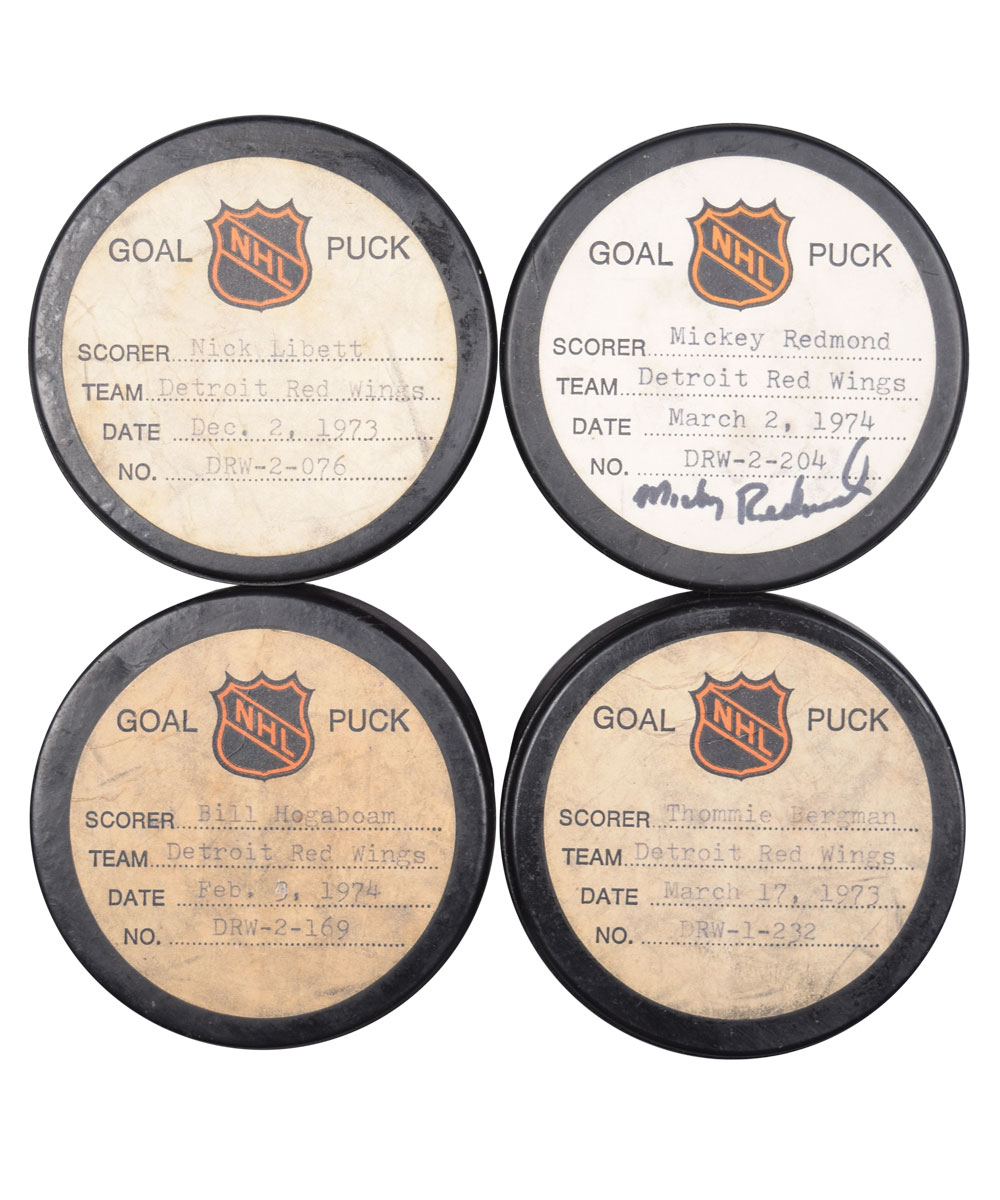 GOAL NHL PUCK
SCORER Nick Libett
TEAM Detroit Red Wings
DATE Dec. 2, 1973
NO. DRW-2-076
GOAL NHL PUCK
SCORER Mickey Redmond
TEAM Detroit Red Wings
DATE March 2, 1974
NO. DRW-2-204
Micky Redmond
GOAL NHL PUCK
SCORER Bill Hogaboam
TEAM Detroit Red Wings
DATE Feb. 9, 1974
NO. DRW-2-169
GOAL NHL PUCK
SCORER Thommie Bergman
TEAM Detroit Red Wings
DATE March 17, 1973
NO. DRW-1-232